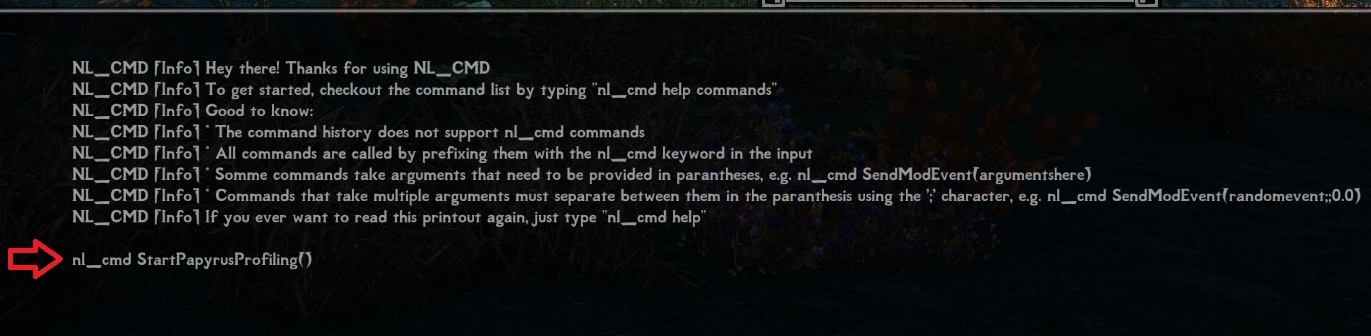 NL_CMD [Info] Hey there! Thanks for using NL_CMD
NL_CMD [Info] To get started, checkout the command list by typing "nl_cmd help commands"
NL_CMD [Info] Good to know:
NL_CMD [Info] * The command history does not support nl_cmd commands
NL_CMD [Info] * All commands are called by prefixing them with the nl_cmd keyword in the input
NL_CMD [Info] * Somme commands take arguments that need to be provided in parantheses, e.g. nl_cmd SendModEvent(argumentshere)
NL_CMD [Info] * Commands that take multiple arguments must separate between them in the paranthesis using the ';' character, e.g. nl_cmd SendModEvent(randomevent;;0.0)
NL_CMD [Info] If you ever want to read this printout again, just type "nl_cmd help"
nl_cmd StartPapyrusProfiling()